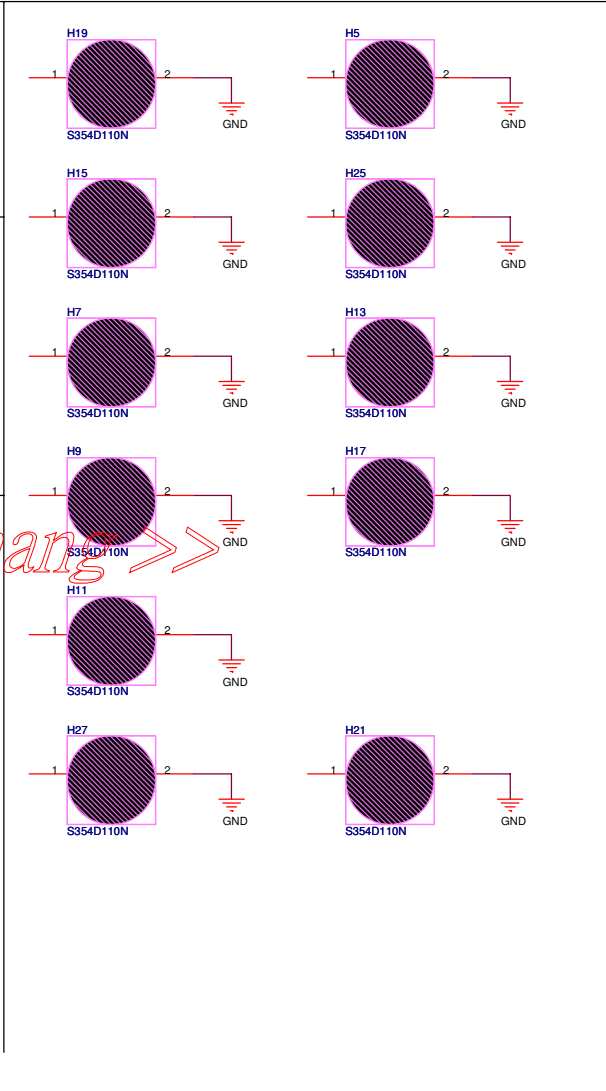 H19 H5
1 2 1 2
GND GND
S354D110N S354D110N
H15 H25
1 2 1 2
GND GND
S354D110N S354D110N
H7 H13
1 2 1 2
GND GND
S354D110N S354D110N
H9 H17
1 2 1 2
GND GND
S354D110N S354D110N
ang >>
H11
1 2
GND
S354D110N
H27 H21
1 2 1 2
GND GND
S354D110N S354D110N